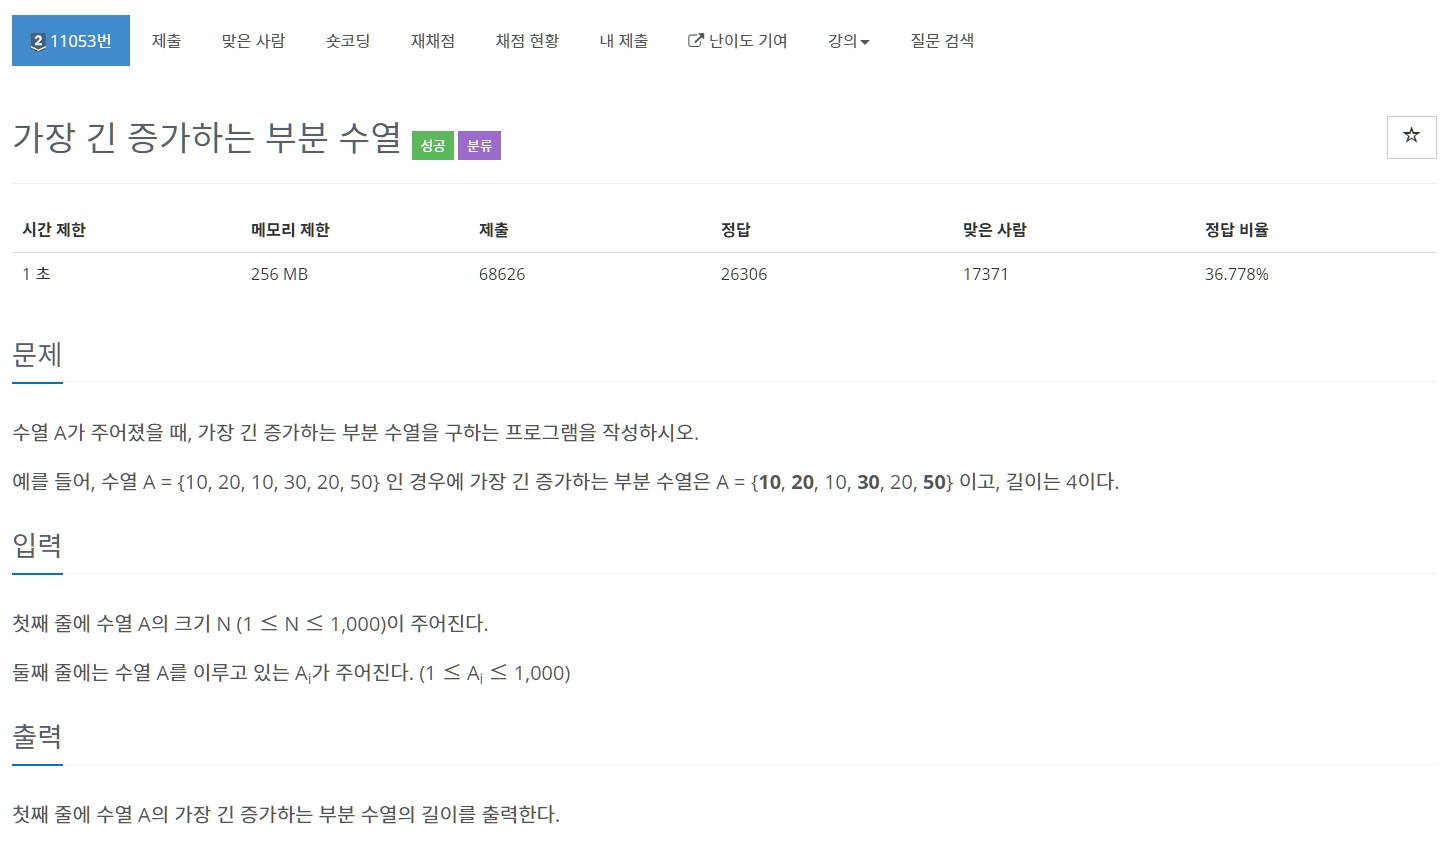 2 11053번 제출 맞은 사람 숏코딩 재채점 채점 현황 내 제출 난이도 기여 강의 질문 검색
가장 긴 증가하는 부분 수열 성공 분류
시간 제한 메모리 제한 제출 정답 맞은 사람 정답 비율
1 초 256 MB 68626 26306 17371 36.778%
문제
수열 A가 주어졌을 때, 가장 긴 증가하는 부분 수열을 구하는 프로그램을 작성하시오.
예를 들어, 수열 A = {10, 20, 10, 30, 20, 50} 인 경우에 가장 긴 증가하는 부분 수열은 A = {10, 20, 10, 30, 20, 50} 이고, 길이는 4이다.
입력
첫째 줄에 수열 A의 크기 N (1 ≤ N ≤ 1,000)이 주어진다.
둘째 줄에는 수열 A를 이루고 있는 Ai가 주어진다. (1 ≤ Ai ≤ 1,000)
출력
첫째 줄에 수열 A의 가장 긴 증가하는 부분 수열의 길이를 출력한다.